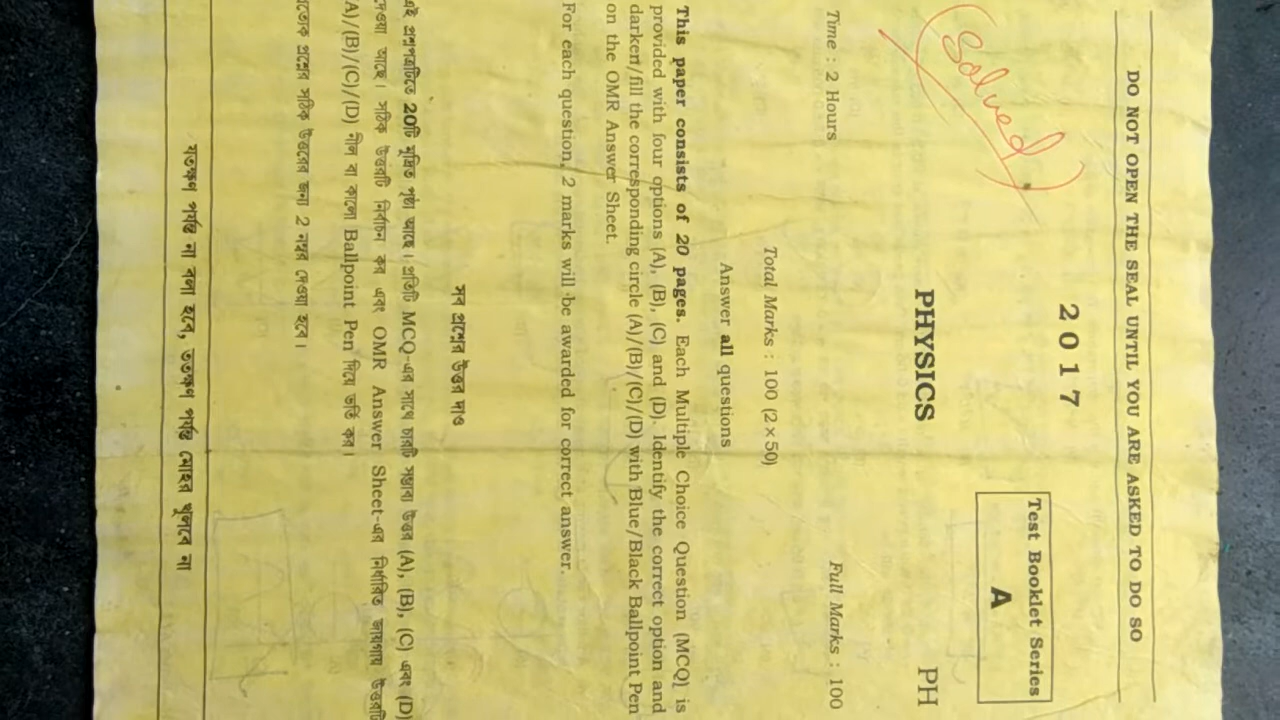 DO NOT OPEN THE SEAL UNTIL YOU ARE ASKED TO DO SO
2017
Test Booklet Series
A
(Solved)
PHYSICS
PH
Time : 2 Hours
Full Marks : 100
Total Marks : 100 (2×50)
Answer all questions
This paper consists of 20 pages. Each Multiple Choice Question (MCQ) is
provided with four options (A), (B), (C) and (D). Identify the correct option and
darken/fill the corresponding circle (A)/(B)/(C)/(D) with Blue/Black Ballpoint Pen
on the OMR Answer Sheet.
For each question, 2 marks will be awarded for correct answer.
সব প্রশ্নের উত্তর দাও
এই প্রশ্নপত্রটিতে 20টি মুদ্রিত পৃষ্ঠা আছে। প্রতিটি MCQ-এর সাথে চারটি সম্ভাব্য উত্তর (A), (B), (C) এবং (D)
দেওয়া আছে। সঠিক উত্তরটি নির্বাচন কর এবং OMR Answer Sheet-এর নির্ধারিত জায়গায় উত্তরটি
(A)/(B)/(C)/(D) নীল বা কালো Ballpoint Pen দিয়ে ভর্তি কর।
প্রত্যেক প্রশ্নের সঠিক উত্তরের জন্য 2 নম্বর দেওয়া হবে।
যতক্ষণ পর্যন্ত না বলা হবে, ততক্ষণ পর্যন্ত মোহর খুলবে না